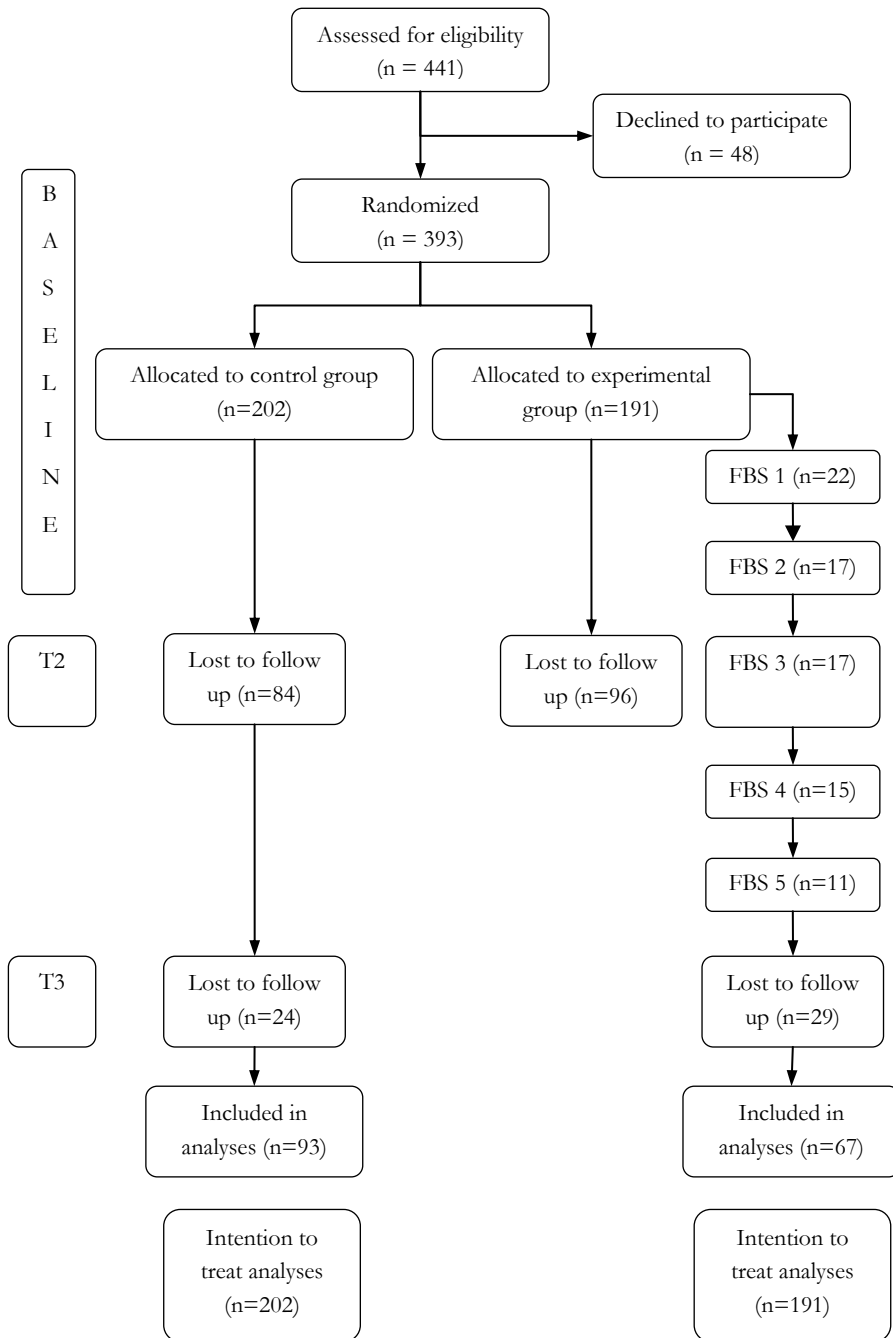 Assessed for eligibility
(n = 441)
Declined to participate
(n = 48)
B
A
S
E
L
I
N
E
Randomized
(n = 393)
Allocated to control group
(n=202)
Allocated to experimental
group (n=191)
FBS 1 (n=22)
FBS 2 (n=17)
T2
Lost to follow
up (n=84)
Lost to follow
up (n=96)
FBS 3 (n=17)
FBS 4 (n=15)
FBS 5 (n=11)
T3
Lost to follow
up (n=24)
Lost to follow
up (n=29)
Included in
analyses (n=93)
Included in
analyses (n=67)
Intention to
treat analyses
(n=202)
Intention to
treat analyses
(n=191)